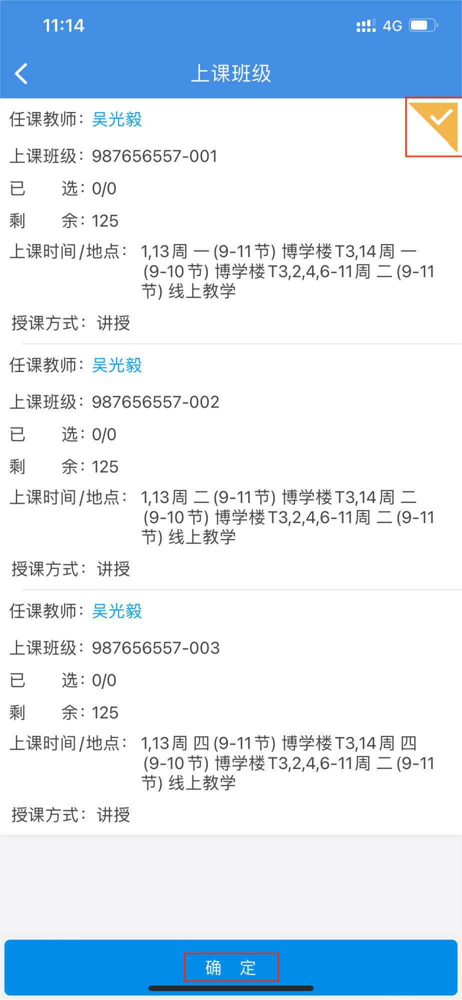 11:14
4G
上课班级
任课教师：吴光毅
上课班级：987656557-001
已 选：0/0
剩 余：125
上课时间/地点： 1,13周 一(9-11节) 博学楼T3,14周 一
(9-10节) 博学楼T3,2,4,6-11周 二(9-11
节) 线上教学
授课方式： 讲授
任课教师：吴光毅
上课班级：987656557-002
已 选：0/0
剩 余：125
上课时间/地点： 1,13周 二(9-11节) 博学楼T3,14周 二
(9-10节) 博学楼T3,2,4,6-11周 二(9-11
节) 线上教学
授课方式： 讲授
任课教师：吴光毅
上课班级：987656557-003
已 选：0/0
剩 余：125
上课时间/地点： 1,13周 四(9-11节) 博学楼T3,14周 四
(9-10节) 博学楼T3,2,4,6-11周 二(9-11
节) 线上教学
授课方式： 讲授
确 定